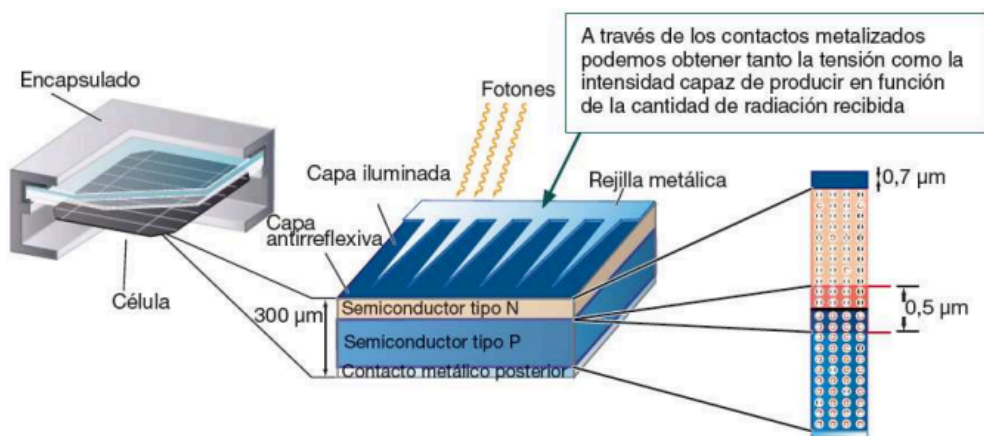 A través de los contactos metalizados
podemos obtener tanto la tensión como la
intensidad capaz de producir en función
de la cantidad de radiación recibida
Encapsulado
Fotones
Capa iluminada
Rejilla metálica
0,7 µm
Capa
antirreflexiva
Célula
300 µm
Semiconductor tipo N
0,5 µm
Semiconductor tipo P
Contacto metálico posterior